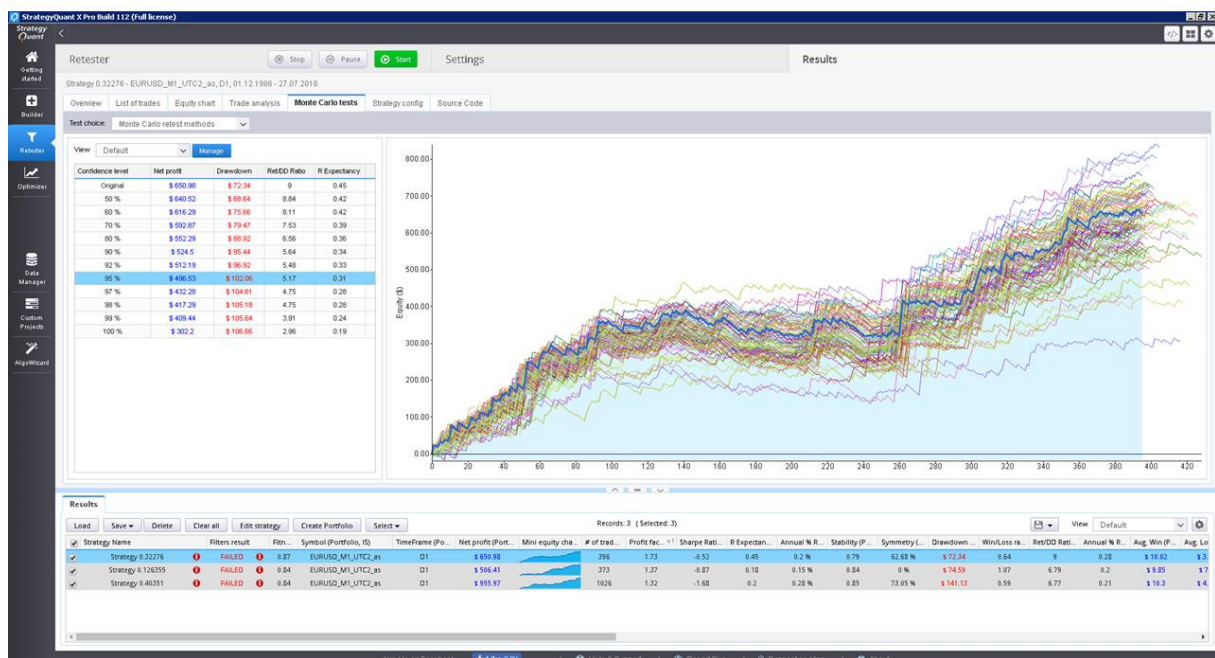 StrategyQuant X Pro Build 112 (Full license)
Strategy Quant
Getting started
Builder
Retester
Optimizer
Data Manager
Custom Projects
AlgoWizard
Retester Stop Pause Start Settings Results
Strategy 0.32276 - EURUSD_M1_UTC2_as, D1, 01.12.1986 - 27.07.2018
Overview List of trades Equity chart Trade analysis Monte Carlo tests Strategy config Source Code
Test choice: Monte Carlo retest methods
View Default Manage
Confidence level Net profit Drawdown Ret/DD Ratio R Expectancy
Original $ 650.98 $ 72.34 9 0.45
50 % $ 640.52 $ 68.64 8.84 0.42
60 % $ 616.29 $ 75.66 8.11 0.42
70 % $ 592.87 $ 79.47 7.53 0.39
80 % $ 552.29 $ 88.92 6.56 0.36
90 % $ 524.5 $ 95.44 5.64 0.34
92 % $ 512.19 $ 96.92 5.48 0.33
95 % $ 496.53 $ 102.06 5.17 0.31
97 % $ 432.28 $ 104.61 4.75 0.28
98 % $ 417.29 $ 105.18 4.75 0.28
99 % $ 409.44 $ 105.64 3.91 0.24
100 % $ 302.2 $ 106.66 2.96 0.19
Equity ($)
800.00
700.00
600.00
500.00
400.00
300.00
200.00
100.00
0.00
0 20 40 60 80 100 120 140 160 180 200 220 240 260 280 300 320 340 360 380 400 420
Results
Load Save Delete Clear all Edit strategy Create Portfolio Select Records: 3 ( Selected: 3) View Default
Strategy Name Filters result Fitn... Symbol (Portfolio, IS) TimeFrame (Po... Net profit (Port... Mini equity cha... # of trad... Profit fac... Sharpe Rati... R Expectan... Annual % R... Stability (P... Symmetry (... Drawdown ... Win/Loss ra... Ret/DD Rati... Annual % R... Avg. Win (P... Avg. Lo
Strategy 0.32276 FAILED 0.87 EURUSD_M1_UTC2_as D1 $ 650.98 396 1.73 -0.52 0.45 0.2 % 0.79 62.68 % $ 72.34 0.64 9 0.28 $ 10.02 $ 3.
Strategy 0.126355 FAILED 0.84 EURUSD_M1_UTC2_as D1 $ 506.41 373 1.37 -0.87 0.18 0.15 % 0.84 0 % $ 74.59 1.07 6.79 0.2 $ 9.85 $ 7
Strategy 0.40351 FAILED 0.84 EURUSD_M1_UTC2_as D1 $ 955.97 1026 1.32 -1.68 0.2 0.28 % 0.85 73.05 % $ 141.13 0.59 6.77 0.21 $ 10.3 $ 4.